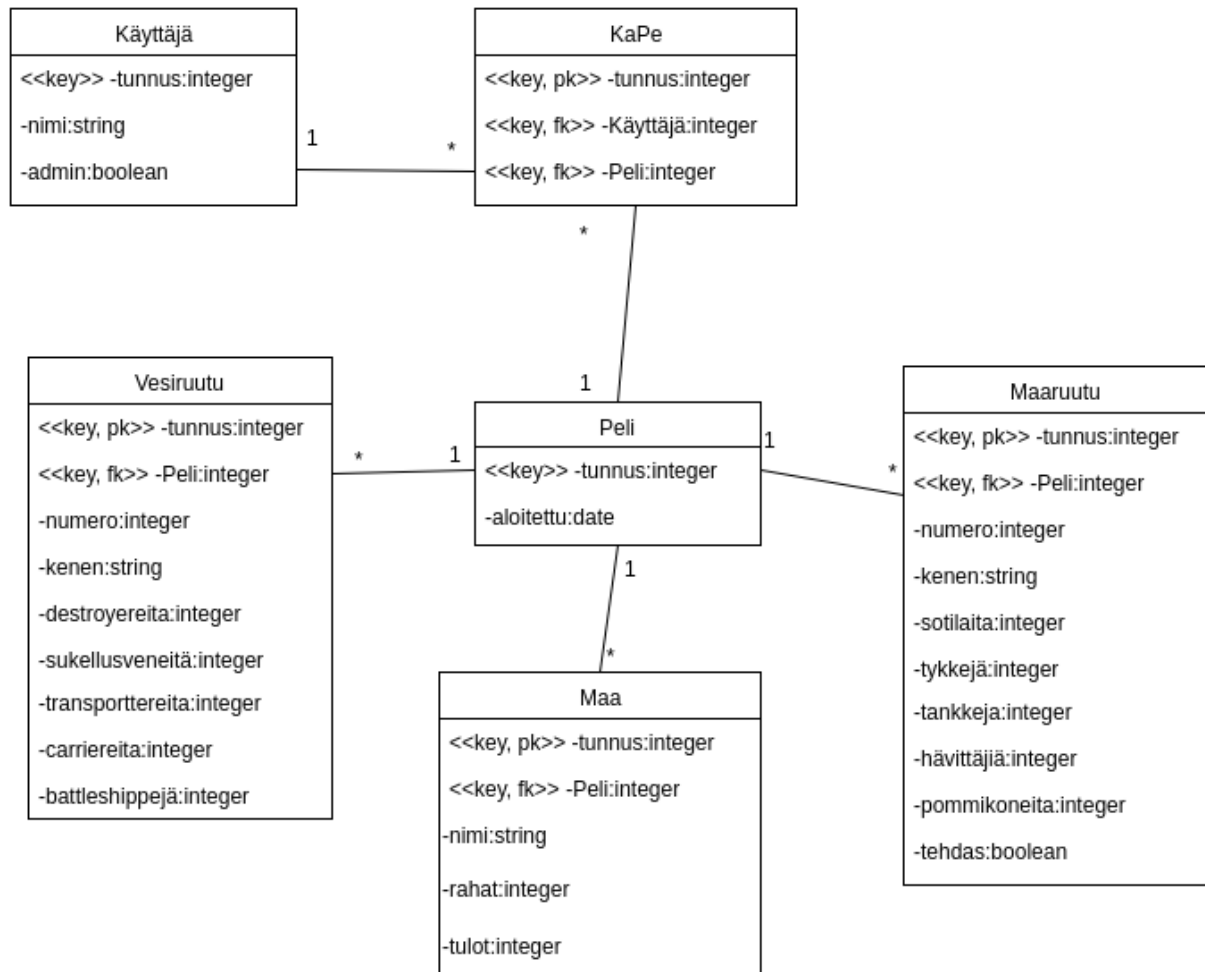 Käyttäjä
<<key>> -tunnus:integer
-nimi:string
-admin:boolean
1
*
KaPe
<<key, pk>> -tunnus:integer
<<key, fk>> -Käyttäjä:integer
<<key, fk>> -Peli:integer
*
1
Vesiruutu
<<key, pk>> -tunnus:integer
<<key, fk>> -Peli:integer
-numero:integer
-kenen:string
-destroyereita:integer
-sukellusveneitä:integer
-transporttereita:integer
-carriereita:integer
-battleshippejä:integer
*
1
Peli
<<key>> -tunnus:integer
-aloitettu:date
1
*
Maaruutu
<<key, pk>> -tunnus:integer
<<key, fk>> -Peli:integer
-numero:integer
-kenen:string
-sotilaita:integer
-tykkejä:integer
-tankkeja:integer
-hävittäjiä:integer
-pommikoneita:integer
-tehdas:boolean
1
*
Maa
<<key, pk>> -tunnus:integer
<<key, fk>> -Peli:integer
-nimi:string
-rahat:integer
-tulot:integer